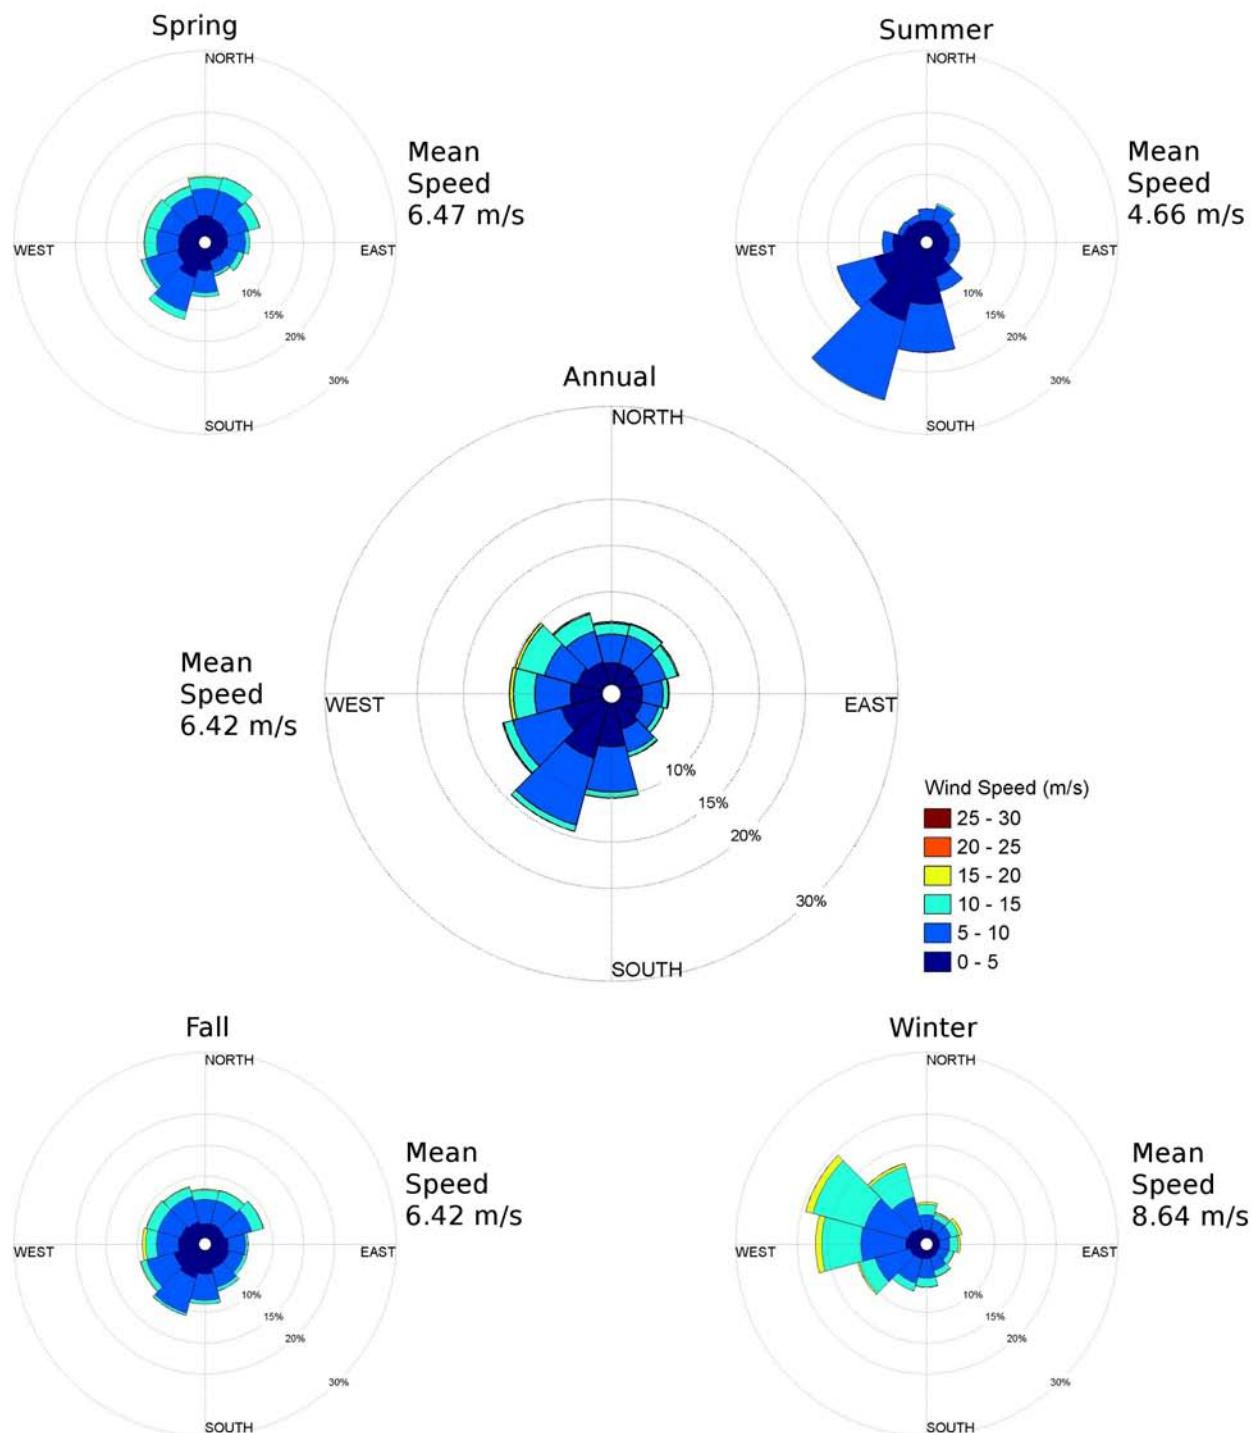 Spring
NORTH
WEST
EAST
SOUTH
10%
15%
20%
30%
Mean
Speed
6.47 m/s
Summer
NORTH
WEST
EAST
SOUTH
10%
15%
20%
30%
Mean
Speed
4.66 m/s
Annual
NORTH
WEST
EAST
SOUTH
10%
15%
20%
30%
Mean
Speed
6.42 m/s
Wind Speed (m/s)
25 - 30
20 - 25
15 - 20
10 - 15
5 - 10
0 - 5
Fall
NORTH
WEST
EAST
SOUTH
10%
15%
20%
30%
Mean
Speed
6.42 m/s
Winter
NORTH
WEST
EAST
SOUTH
10%
15%
20%
30%
Mean
Speed
8.64 m/s